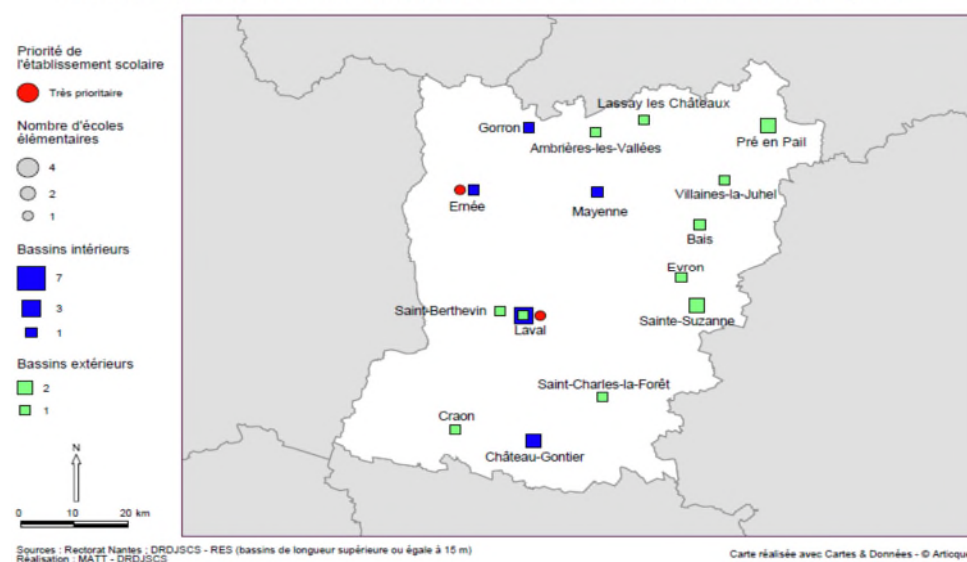 Priorité de
l'établissement scolaire
Très prioritaire
Nombre d'écoles
élémentaires
4
2
1
Bassins intérieurs
7
3
1
Bassins extérieurs
2
1
N
0 10 20 km
Lassay les Châteaux
Gorron
Ambrières-les-Vallées
Pré en Pail
Villaines-la-Juhel
Ernée
Mayenne
Bais
Evron
Saint-Berthevin
Laval
Sainte-Suzanne
Saint-Charles-la-Forêt
Craon
Château-Gontier
Sources : Rectorat Nantes ; DRDJSCS - RES (bassins de longueur supérieure ou égale à 15 m)
Réalisation : MATT - DRDJSCS
Carte réalisée avec Cartes & Données - © Articque